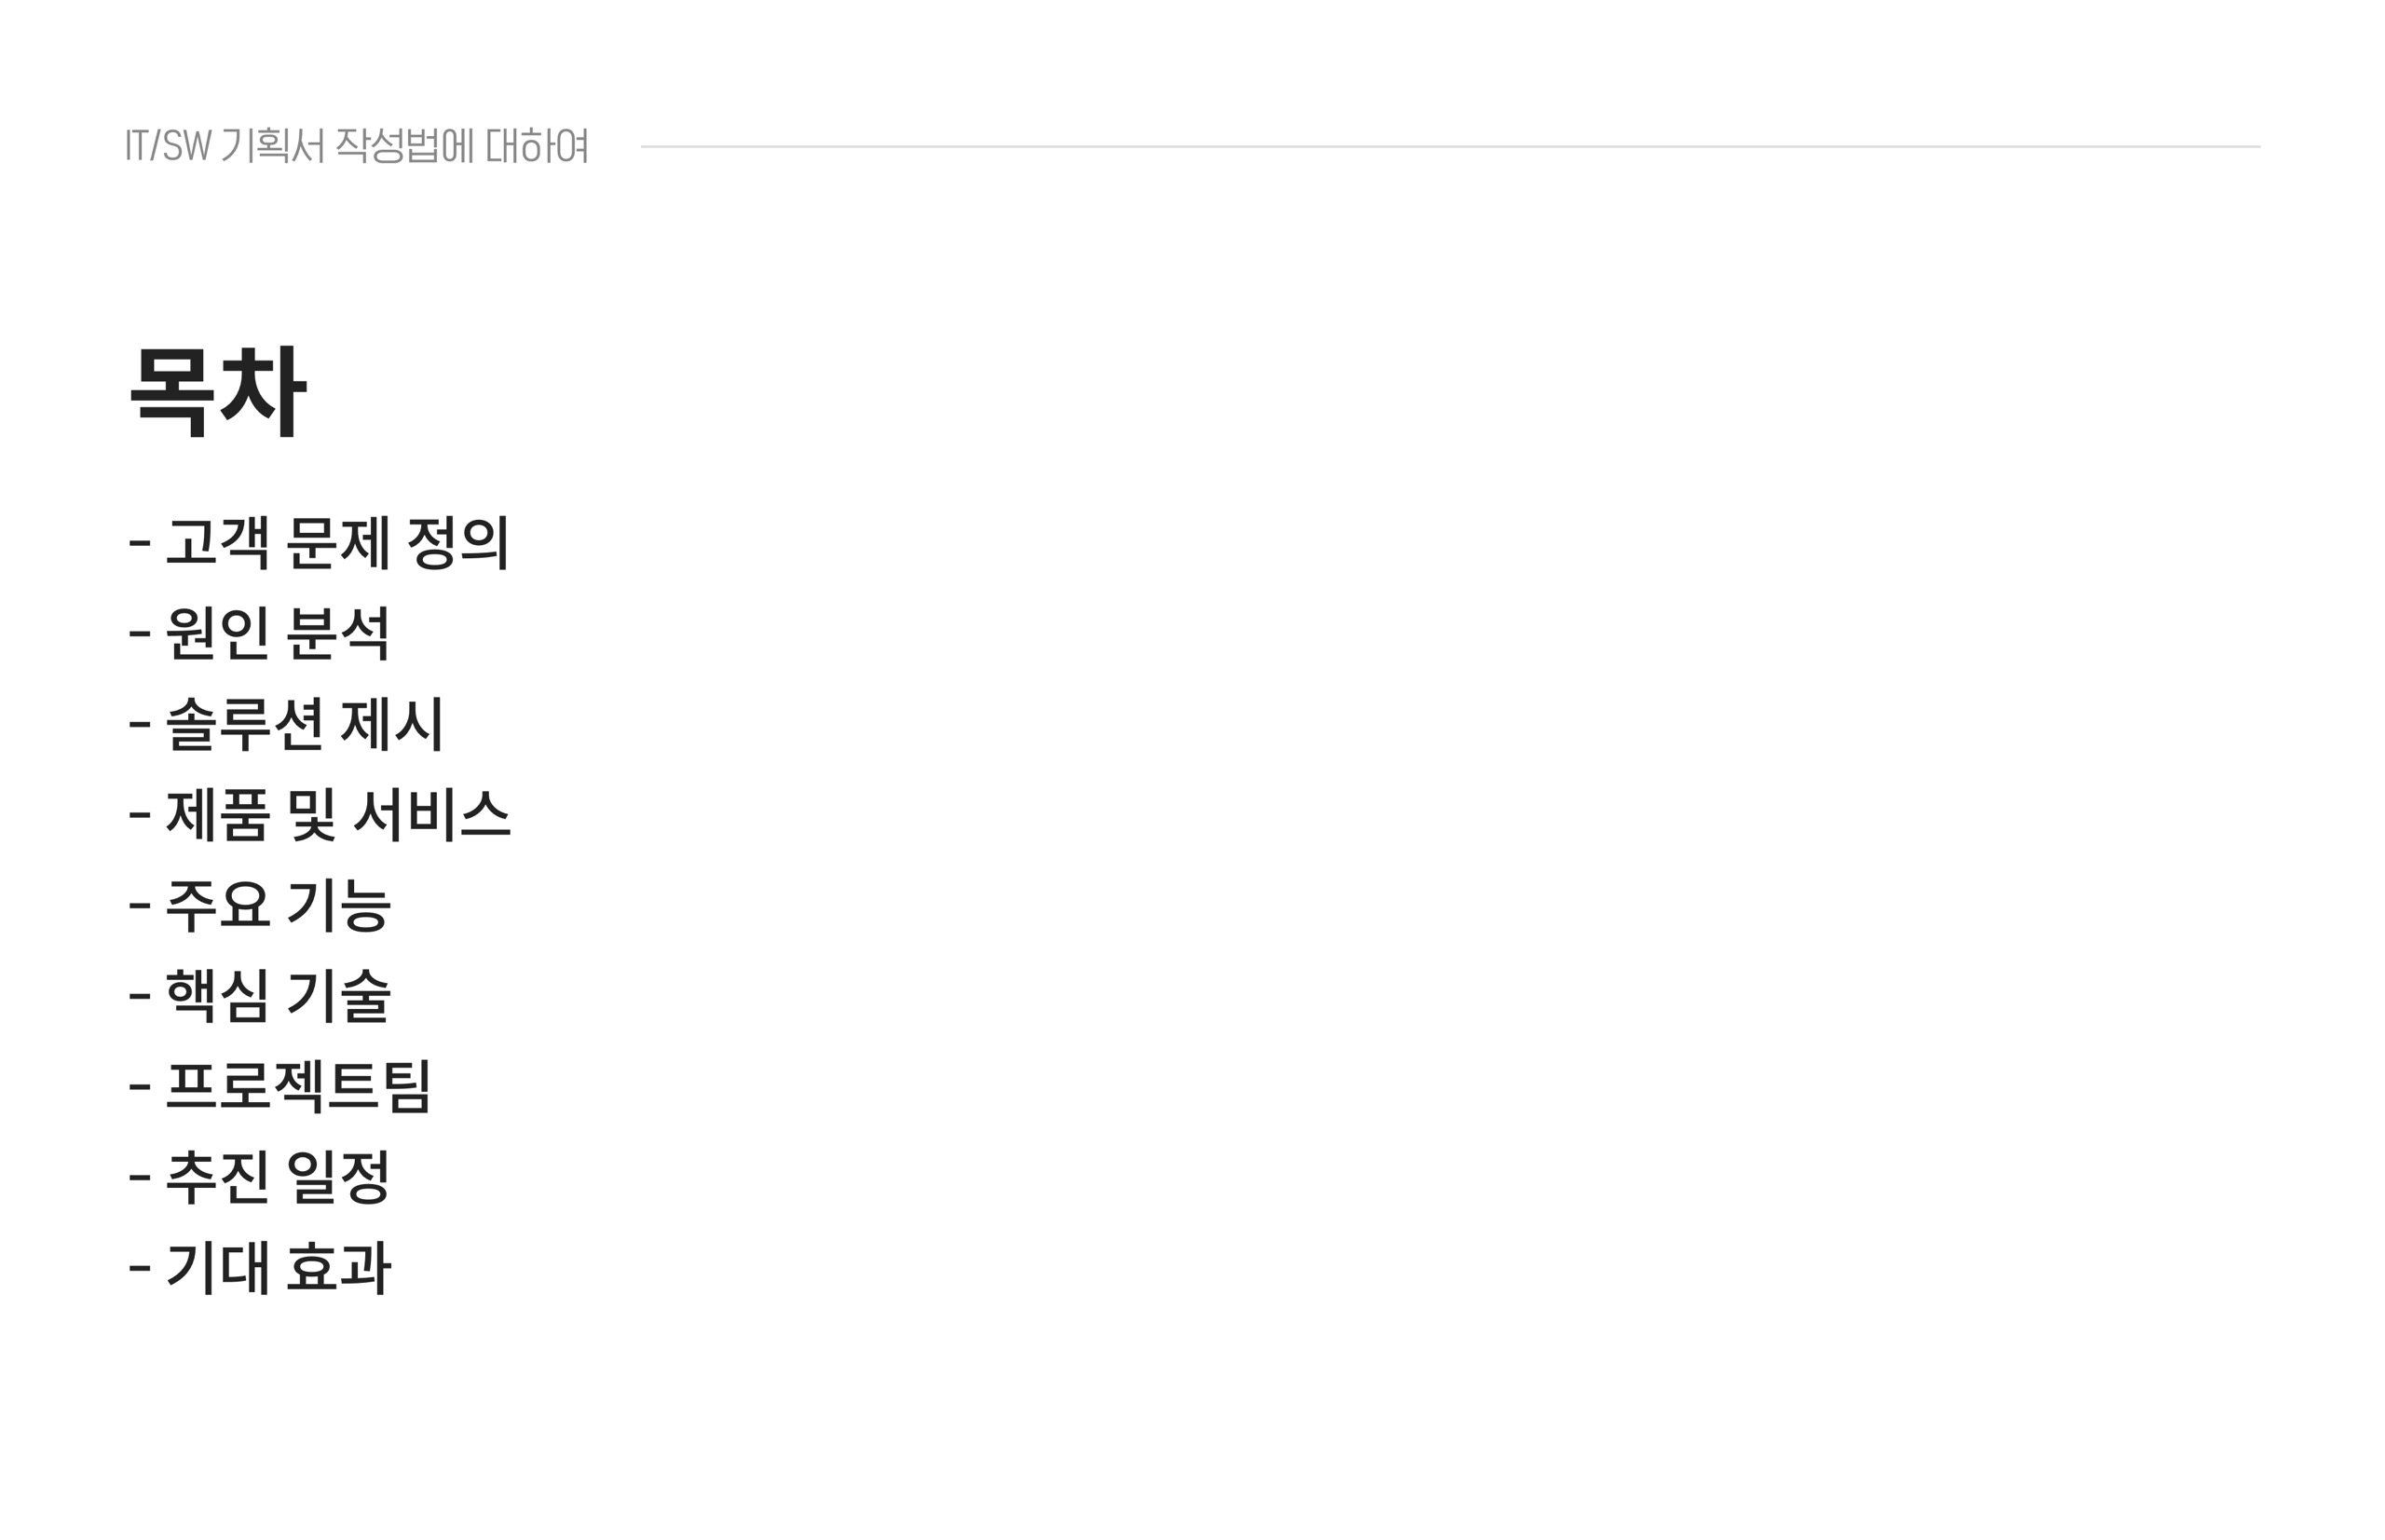 IT/SW 기획서 작성법에 대하여
목차
- 고객 문제 정의
- 원인 분석
- 솔루션 제시
- 제품 및 서비스
- 주요 기능
- 핵심 기술
- 프로젝트팀
- 추진 일정
- 기대 효과